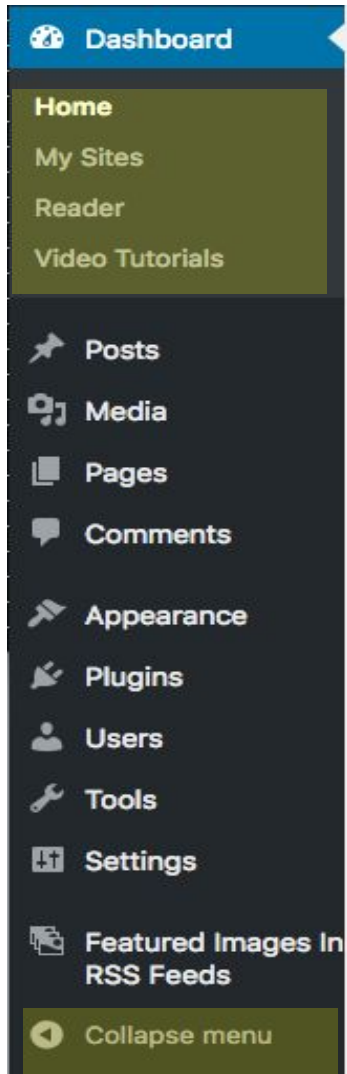 Dashboard
Home
My Sites
Reader
Video Tutorials
Posts
Media
Pages
Comments
Appearance
Plugins
Users
Tools
Settings
Featured Images In
RSS Feeds
Collapse menu